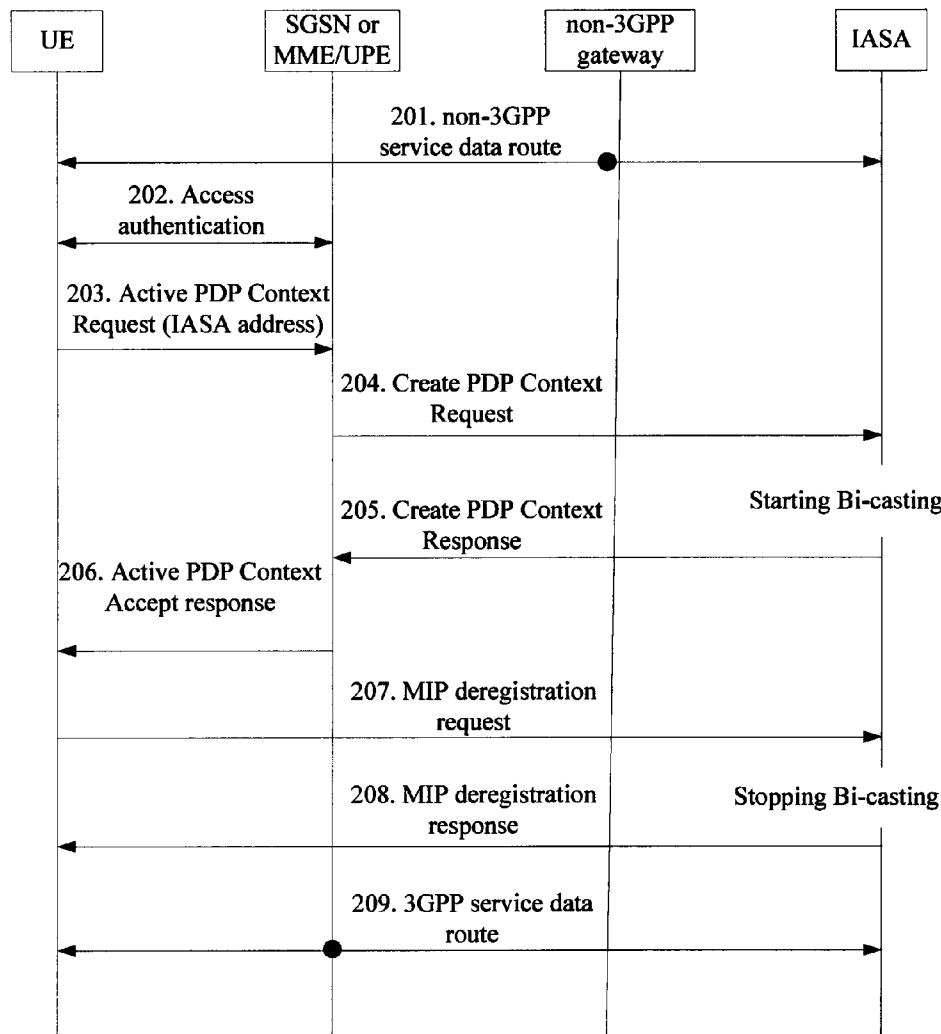 UE
SGSN or
MME/UPE
non-3GPP
gateway
IASA
201. non-3GPP
service data route
202. Access
authentication
203. Active PDP Context
Request (IASA address)
204. Create PDP Context
Request
Starting Bi-casting
205. Create PDP Context
Response
206. Active PDP Context
Accept response
207. MIP deregistration
request
208. MIP deregistration
response
Stopping Bi-casting
209. 3GPP service data
route